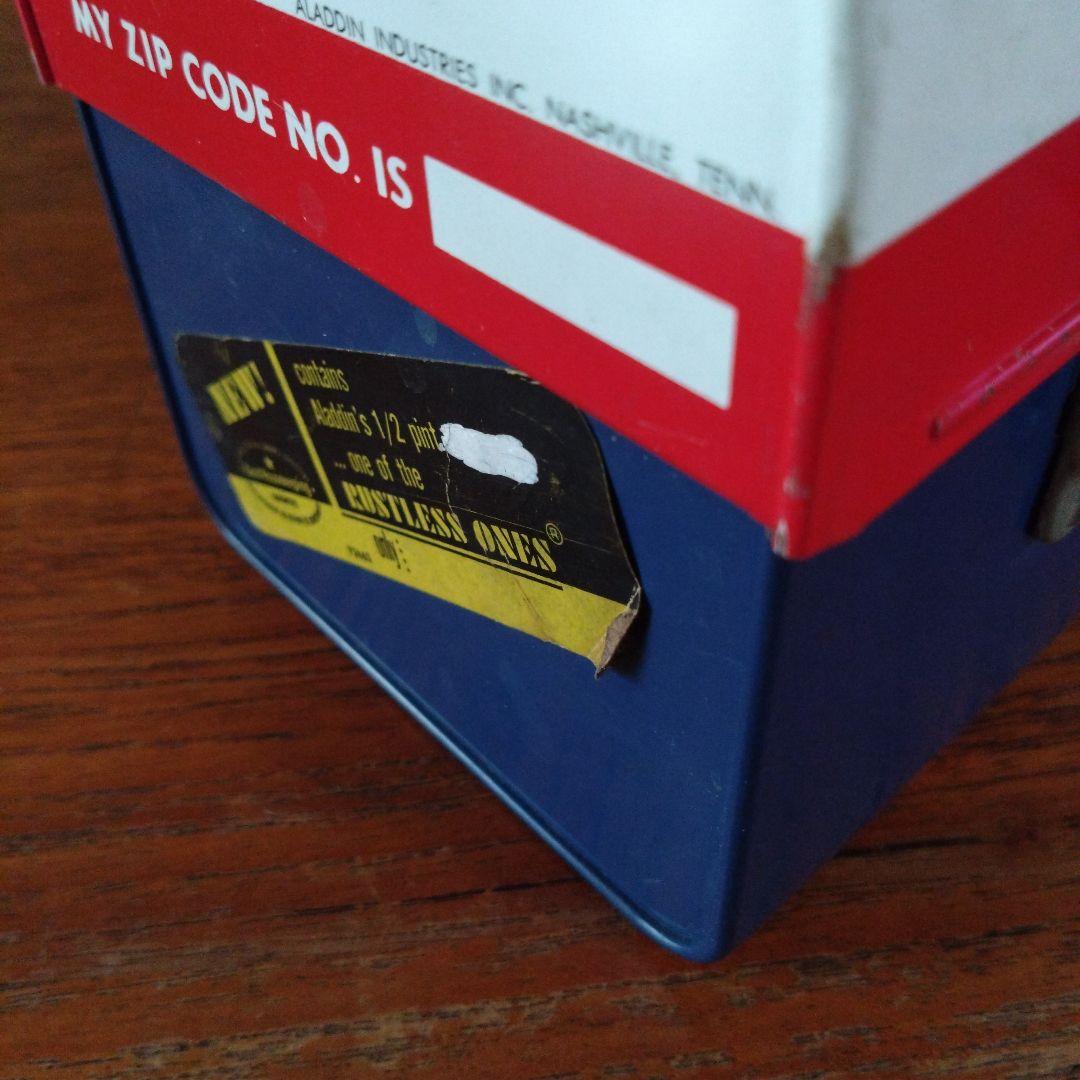 ALADDIN INDUSTRIES INC. NASHVILLE, TENN.
MY ZIP CODE NO. IS
NEW!
contains
Aladdin's 1/2 pint
... one of the
RUSTLESS ONES®
only: